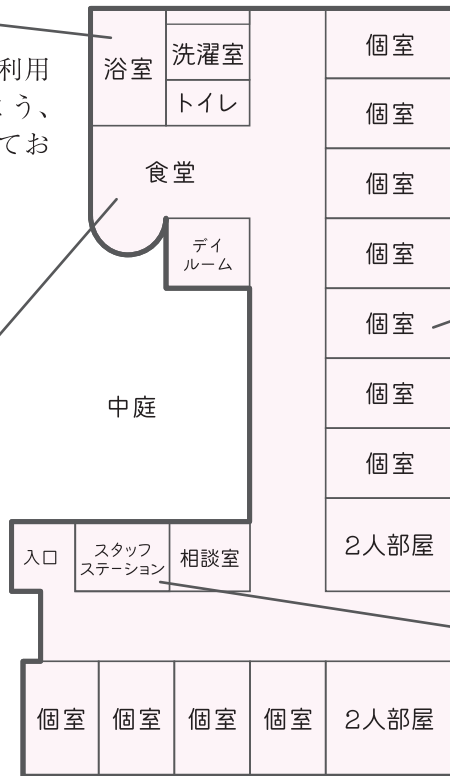 利用
よう、
てお
浴室
洗濯室
トイレ
食堂
デイ
ルーム
中庭
入口
スタッフ
ステーション
相談室
個室
個室
個室
個室
個室
個室
個室
2人部屋
個室
個室
個室
個室
2人部屋